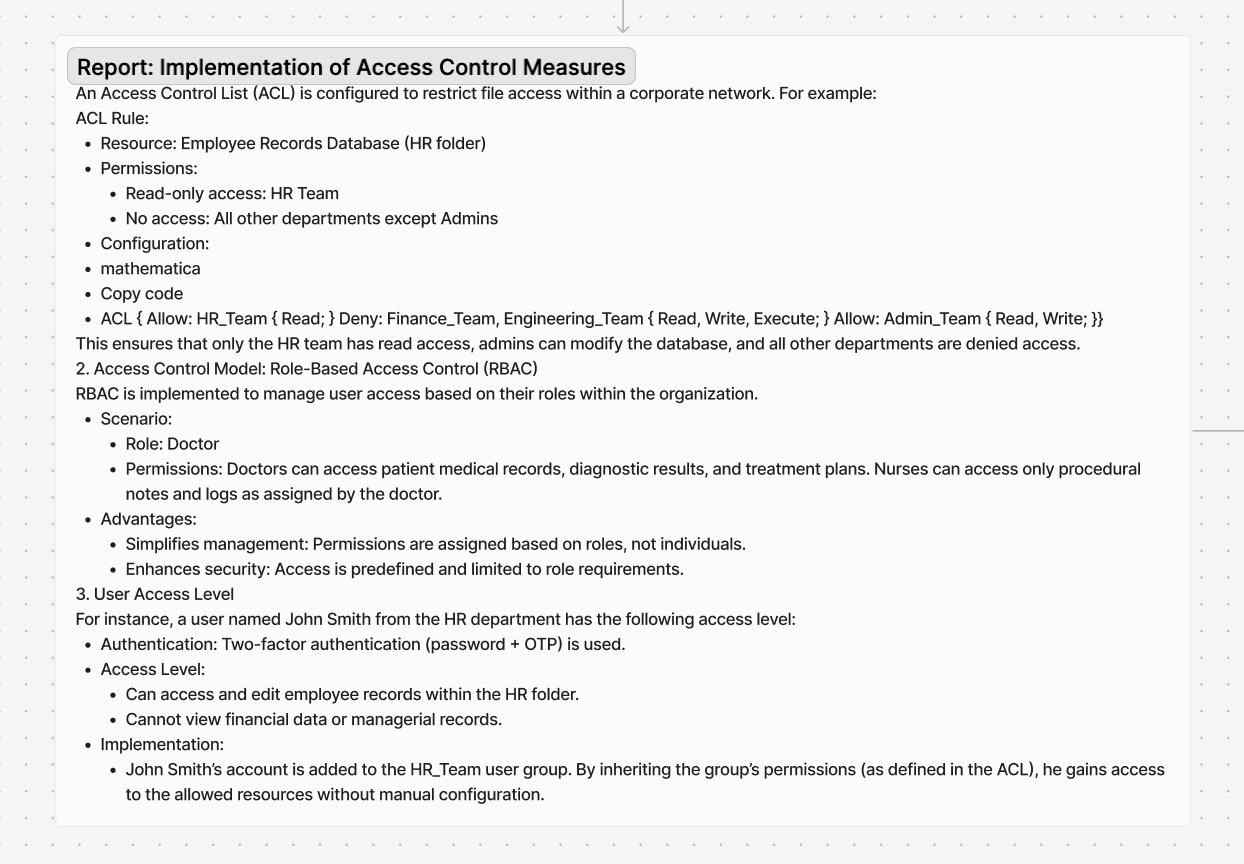 Report: Implementation of Access Control Measures
An Access Control List (ACL) is configured to restrict file access within a corporate network. For example:
ACL Rule:
• Resource: Employee Records Database (HR folder)
• Permissions:
• Read-only access: HR Team
• No access: All other departments except Admins
• Configuration:
• mathematica
• Copy code
• ACL { Allow: HR_Team { Read; } Deny: Finance_Team, Engineering_Team { Read, Write, Execute; } Allow: Admin_Team { Read, Write; }}
This ensures that only the HR team has read access, admins can modify the database, and all other departments are denied access.
2. Access Control Model: Role-Based Access Control (RBAC)
RBAC is implemented to manage user access based on their roles within the organization.
• Scenario:
• Role: Doctor
• Permissions: Doctors can access patient medical records, diagnostic results, and treatment plans. Nurses can access only procedural
notes and logs as assigned by the doctor.
• Advantages:
• Simplifies management: Permissions are assigned based on roles, not individuals.
• Enhances security: Access is predefined and limited to role requirements.
3. User Access Level
For instance, a user named John Smith from the HR department has the following access level:
• Authentication: Two-factor authentication (password + OTP) is used.
• Access Level:
• Can access and edit employee records within the HR folder.
• Cannot view financial data or managerial records.
• Implementation:
• John Smith’s account is added to the HR_Team user group. By inheriting the group’s permissions (as defined in the ACL), he gains access
to the allowed resources without manual configuration.